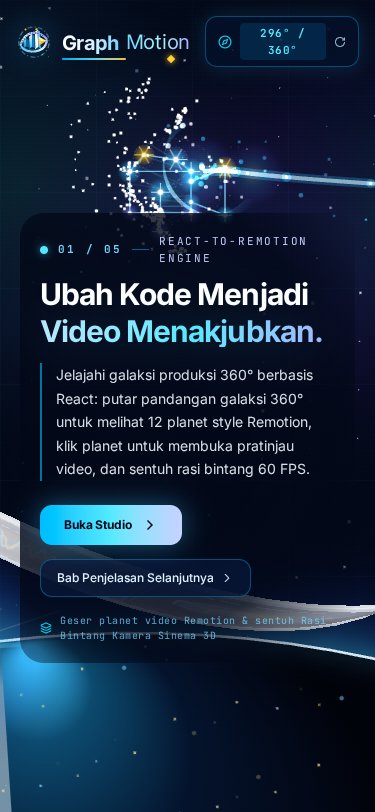 Graph Motion
296° /
360°
01 / 05
REACT-TO-REMOTION
ENGINE
Ubah Kode Menjadi
Video Menakjubkan.
Jelajahi galaksi produksi 360° berbasis
React: putar pandangan galaksi 360°
untuk melihat 12 planet style Remotion,
klik planet untuk membuka pratinjau
video, dan sentuh rasi bintang 60 FPS.
Buka Studio
Bab Penjelasan Selanjutnya
Geser planet video Remotion & sentuh Rasi
Bintang Kamera Sinema 3D